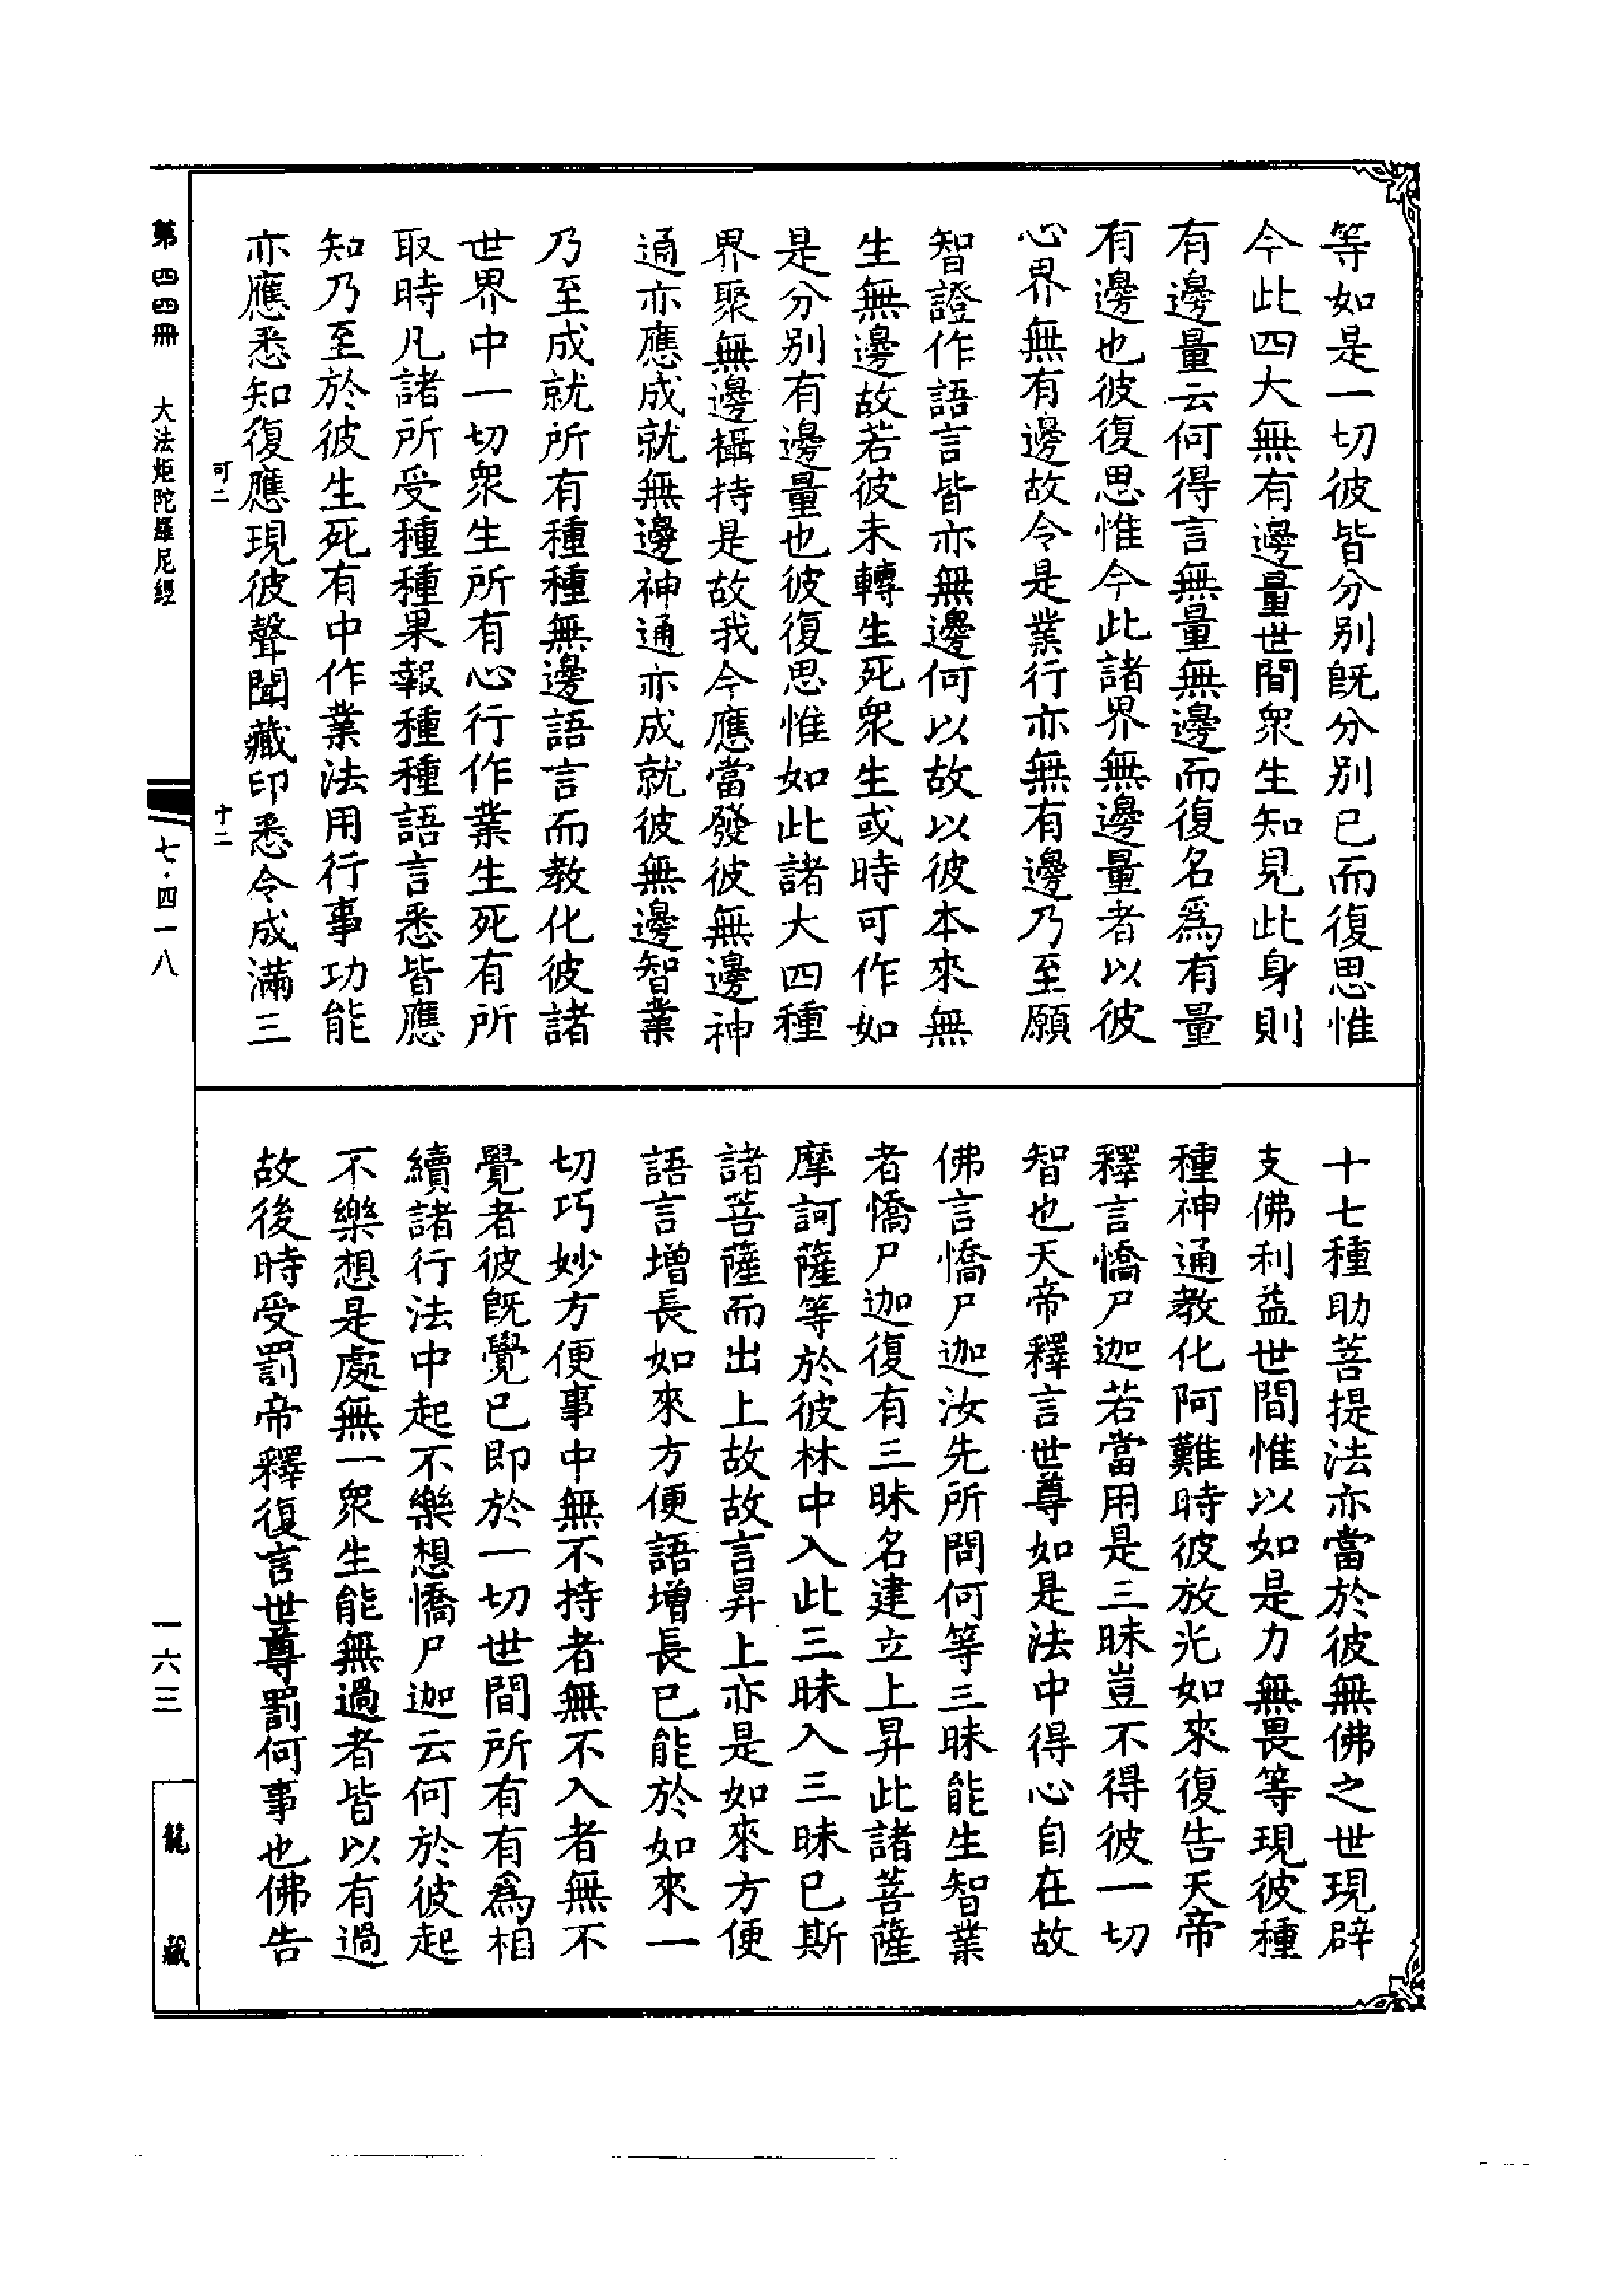 等如是一切彼皆分別既分別已而復思惟
今此四大無有邊量世間衆生知見此身則
有邊量云何得言無量無邊而復名爲有量
有邊也彼復思惟今此諸界無邊量者以彼
心界無有邊故令是業行亦無有邊乃至願
智證作語言皆亦無邊何以故以彼本來無
生無邊故若彼未轉生死衆生或時可作如
是分別有邊量也彼復思惟如此諸大四種
界聚無邊攝持是故我今應當發彼無邊神
通亦應成就無邊神通亦成就彼無邊智業
乃至成就所有種種無邊語言而教化彼諸
世界中一切衆生所有心行作業生死有所
取時凡諸所受種種果報種種語言悉皆應
知乃至於彼生死有中作業法用行事功能
亦應悉知復應現彼聲聞藏印悉令成滿三
可二
十二
十七種助菩提法亦當於彼無佛之世現辟
支佛利益世間惟以如是力無畏等現彼種
種神通教化阿難時彼放光如來復告天帝
釋言憍尸迦若當用是三昧豈不得彼一切
智也天帝釋言世尊如是法中得心自在故
佛言憍尸迦汝先所問何等三昧能生智業
者憍尸迦復有三昧名建立上昇此諸菩薩
摩訶薩等於彼林中入此三昧入三昧已斯
諸菩薩而出上故故言昇上亦是如來方便
語言增長如來方便語增長已能於如來一
切巧妙方便事中無不持者無不入者無不
覺者彼既覺已即於一切世間所有有爲相
續諸行法中起不樂想憍尸迦云何於彼起
不樂想是處無一衆生能無過者皆以有過
故後時受罰帝釋復言世尊罰何事也佛告
第四四冊
大法炬陀羅尼經
七·四一八
一六三
龍藏